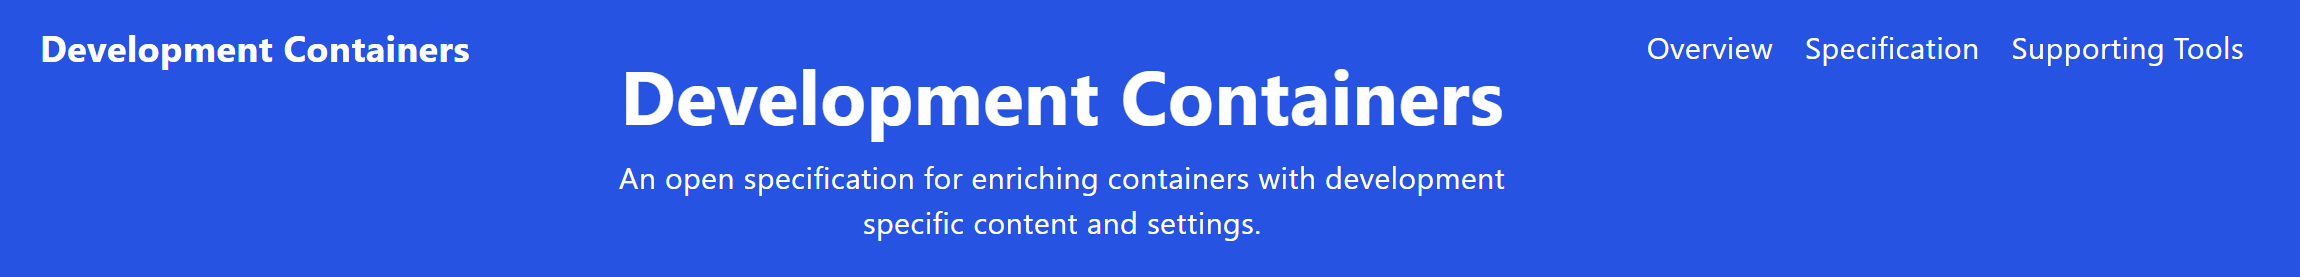 Development Containers
Overview Specification Supporting Tools
Development Containers
An open specification for enriching containers with development
specific content and settings.